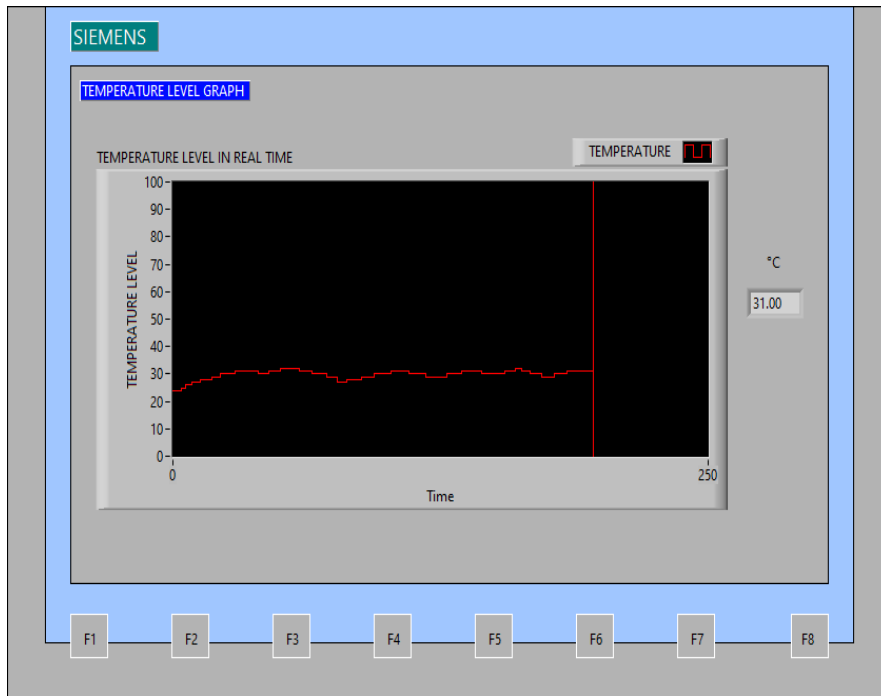 SIEMENS
TEMPERATURE LEVEL GRAPH
TEMPERATURE LEVEL IN REAL TIME
TEMPERATURE
TEMPERATURE LEVEL
100
90
80
70
60
50
40
30
20
10
0
0
250
Time
°C
31.00
F1
F2
F3
F4
F5
F6
F7
F8